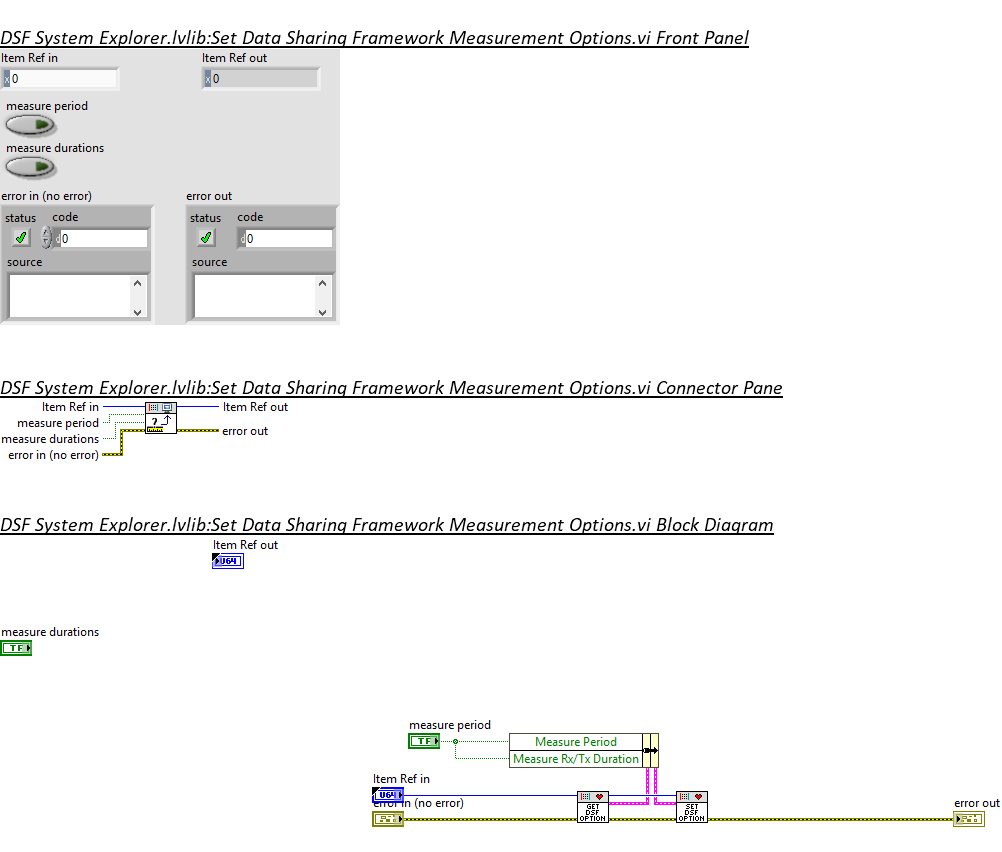 DSF System Explorer.lvlib:Set Data Sharing Framework Measurement Options.vi Front Panel
Item Ref in Item Ref out
x 0 x 0
measure period
measure durations
error in (no error) error out
status code status code
d 0 d 0
source source
DSF System Explorer.lvlib:Set Data Sharing Framework Measurement Options.vi Connector Pane
Item Ref in Item Ref out
measure period
?
measure durations error out
error in (no error)
DSF System Explorer.lvlib:Set Data Sharing Framework Measurement Options.vi Block Diagram
Item Ref out
U64
measure durations
TF
measure period
TF Measure Period
Measure Rx/Tx Duration
Item Ref in
U64
error in (no error) error out
GET DSF OPTION
SET DSF OPTION